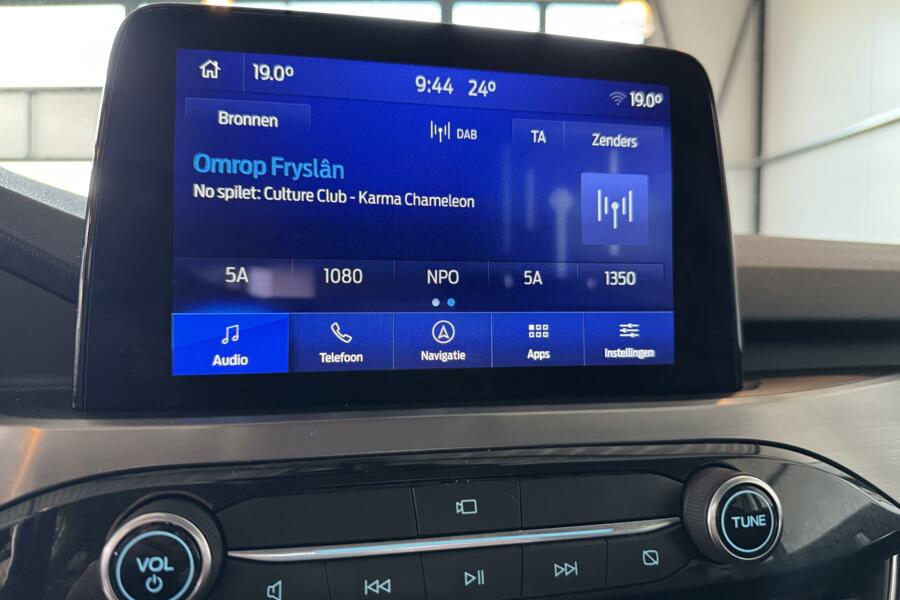 19.0°
9:44 24°
19.0°
Bronnen
DAB
TA
Zenders
Omrop Fryslân
No spilet: Culture Club - Karma Chameleon
5A 1080 NPO 5A 1350
Audio Telefoon Navigatie Apps Instellingen
VOL
TUNE